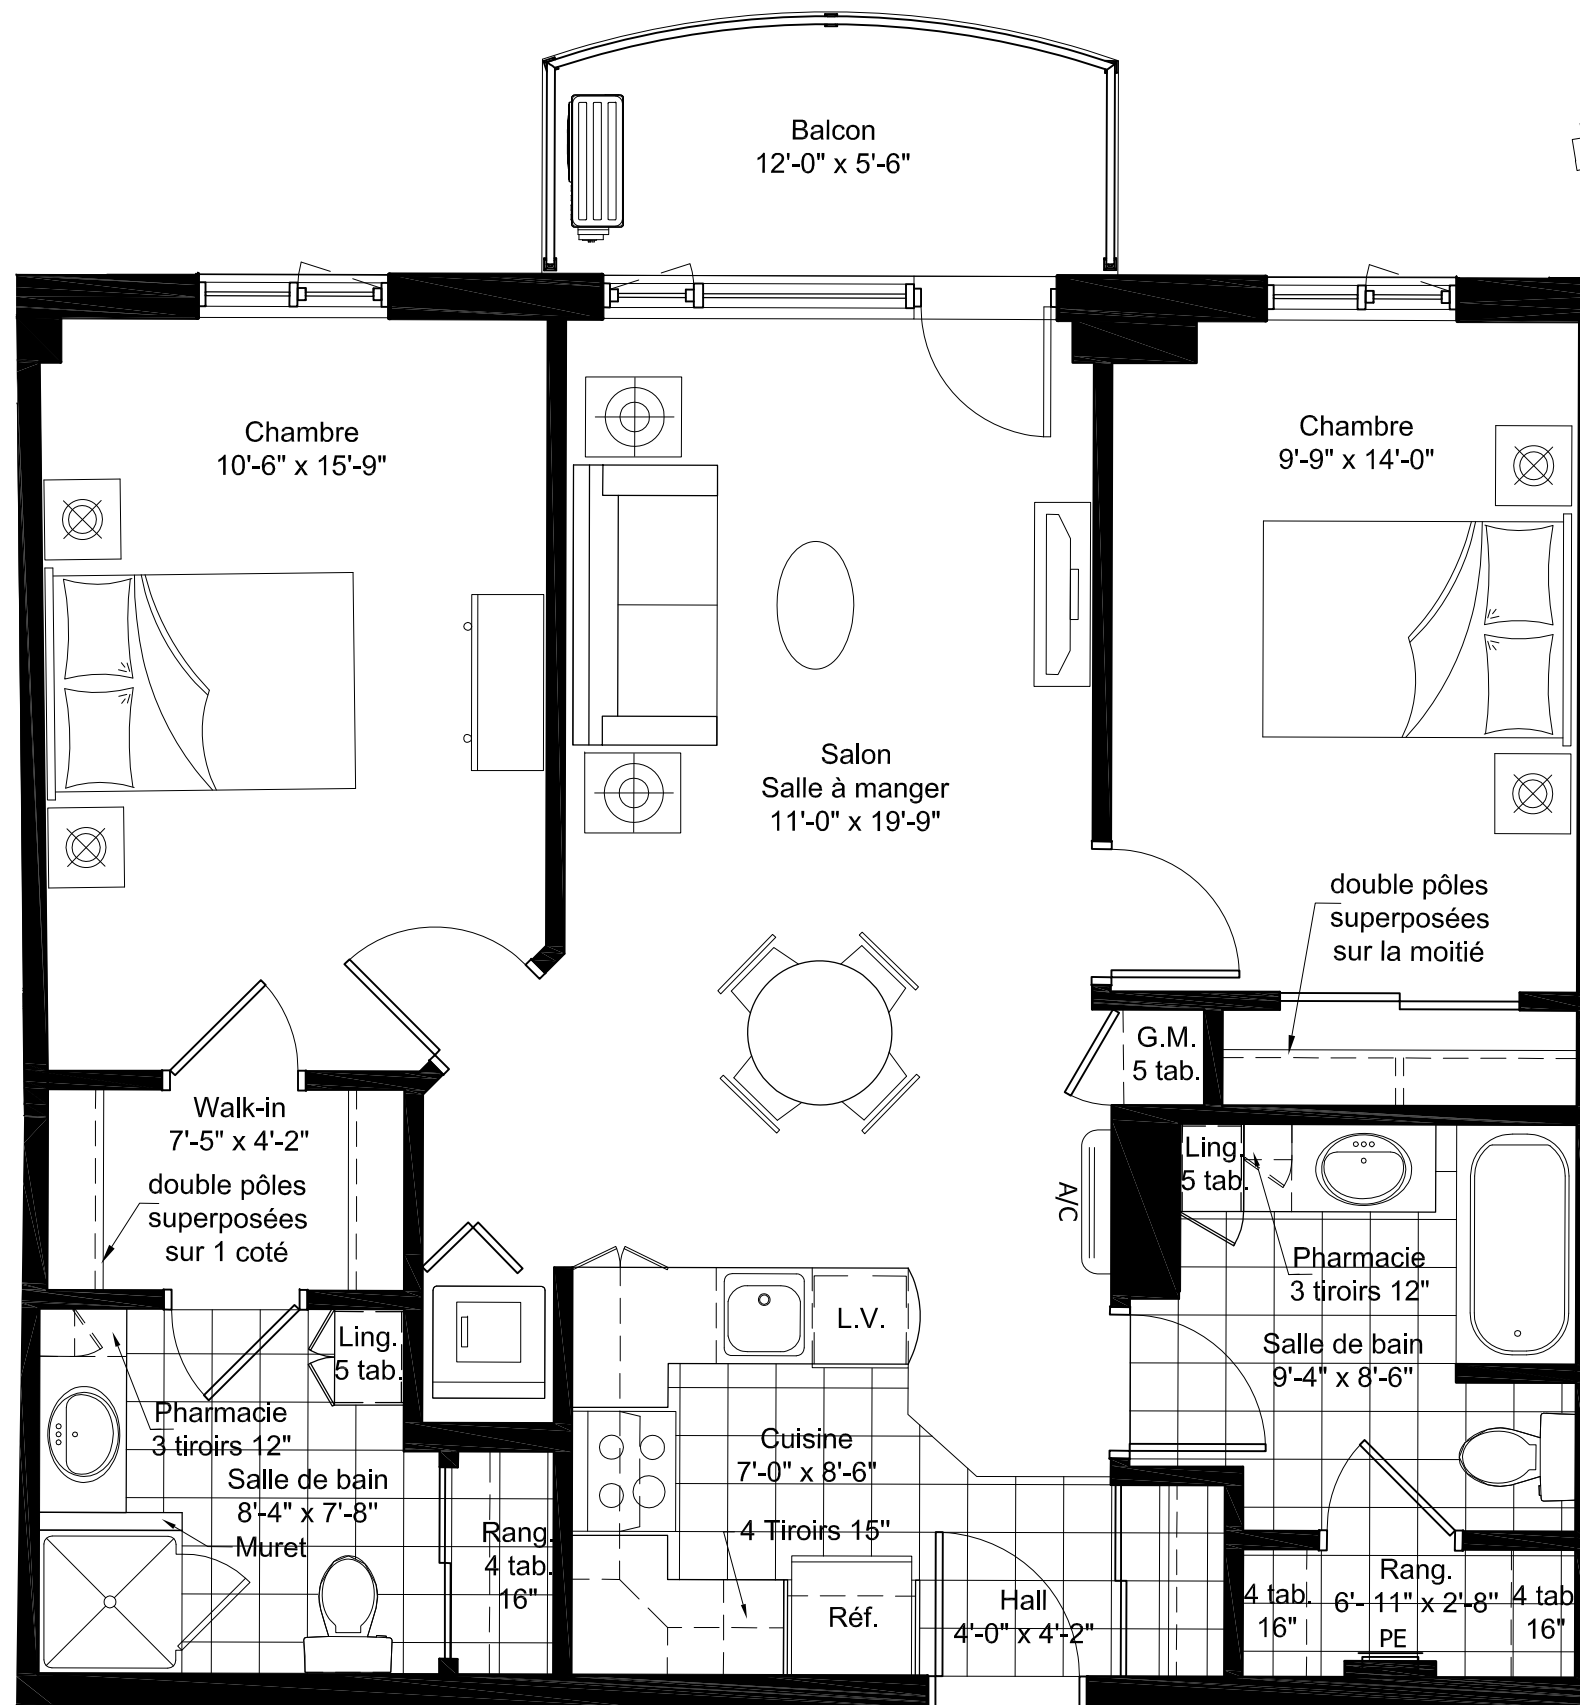 Balcon
12'-0" x 5'-6"
Chambre
10'-6" x 15'-9"
Chambre
9'-9" x 14'-0"
Salon
Salle à manger
11'-0" x 19'-9"
double pôles
superposées
sur la moitié
G.M.
5 tab.
Walk-in
7'-5" x 4'-2"
double pôles
superposées
sur 1 coté
A/C
Ling.
5 tab.
Pharmacie
3 tiroirs 12"
Salle de bain
9'-4" x 8'-6"
L.V.
Ling.
5 tab.
Pharmacie
3 tiroirs 12"
Salle de bain
8'-4" x 7'-8"
Muret
Cuisine
7'-0" x 8'-6"
4 Tiroirs 15"
Rang.
4 tab.
16"
Réf.
Hall
4'-0" x 4'-2"
4 tab.
16"
Rang.
6'- 11" x 2'-8"
PE
4 tab
16"